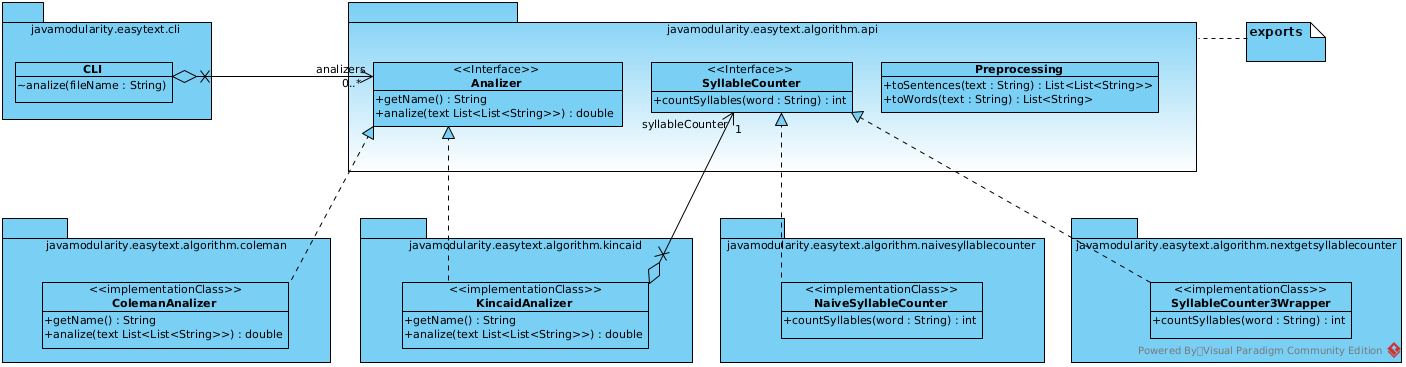 javamodularity.easytext.cli
CLI
~analize(fileName : String)
analizers
0..*
javamodularity.easytext.algorithm.api
<<Interface>>
Analizer
+getName() : String
+analize(text List<List<String>>) : double
<<Interface>>
SyllableCounter
+countSyllables(word : String) : int
syllableCounter
1
Preprocessing
+toSentences(text : String) : List<List<String>>
+toWords(text : String) : List<String>
exports
javamodularity.easytext.algorithm.coleman
<<implementationClass>>
ColemanAnalizer
+getName() : String
+analize(text List<List<String>>) : double
javamodularity.easytext.algorithm.kincaid
<<implementationClass>>
KincaidAnalizer
+getName() : String
+analize(text List<List<String>>) : double
javamodularity.easytext.algorithm.naivesyllablecounter
<<implementationClass>>
NaiveSyllableCounter
+countSyllables(word : String) : int
javamodularity.easytext.algorithm.nextgetsyllablecounter
<<implementationClass>>
SyllableCounter3Wrapper
+countSyllables(word : String) : int
Powered By Visual Paradigm Community Edition